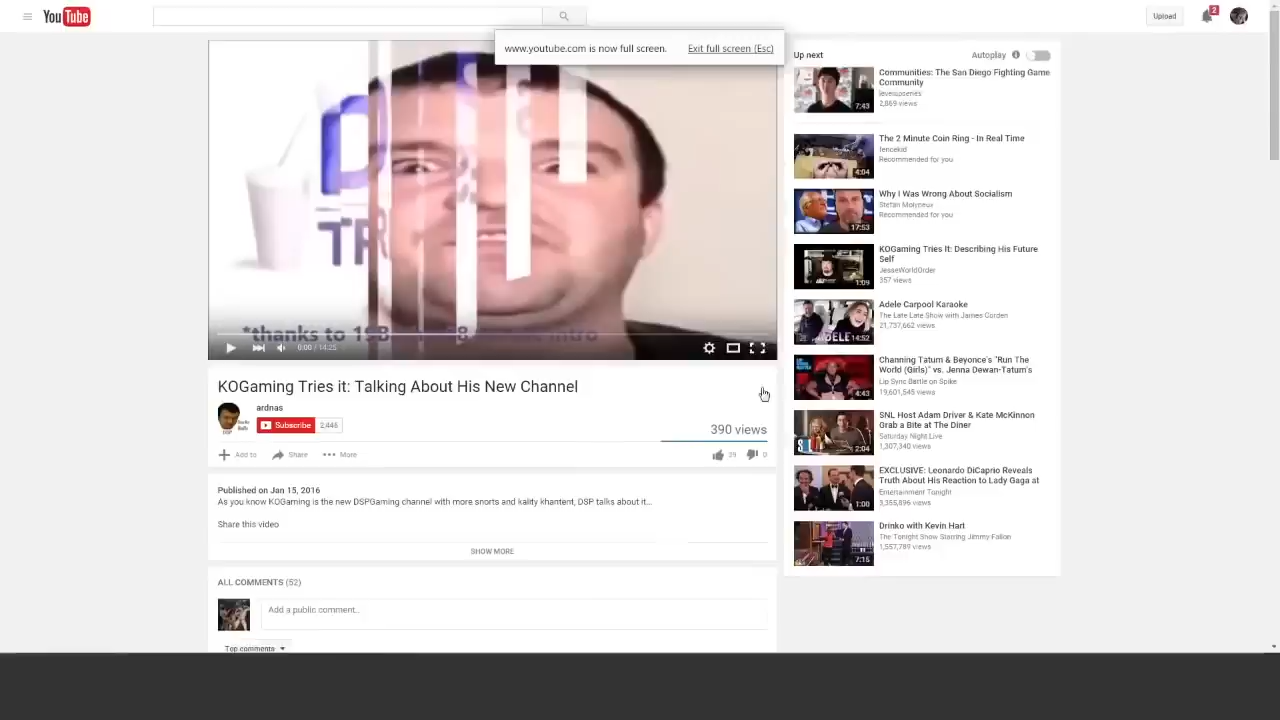 YouTube
Upload
2
www.youtube.com is now full screen. Exit full screen (Esc)
0:00 / 14:25
KOGaming Tries it: Talking About His New Channel
ardnas
Subscribe 2,446
390 views
Add to Share More
39 0
Published on Jan 15, 2016
As you know KOGaming is the new DSPGaming channel with more snorts and kality khantent, DSP talks about it...
Share this video
SHOW MORE
ALL COMMENTS (52)
Add a public comment...
Top comments
Up next
Autoplay
Communities: The San Diego Fighting Game
Community
levelupseries
2,869 views
7:43
The 2 Minute Coin Ring - In Real Time
fencekid
Recommended for you
4:04
Why I Was Wrong About Socialism
Stefan Molyneux
Recommended for you
17:53
KOGaming Tries It: Describing His Future
Self
JesseWorldOrder
357 views
1:09
Adele Carpool Karaoke
The Late Late Show with James Corden
21,737,662 views
14:52
Channing Tatum & Beyonce's "Run The
World (Girls)" vs. Jenna Dewan-Tatum's
Lip Sync Battle on Spike
19,601,545 views
4:43
SNL Host Adam Driver & Kate McKinnon
Grab a Bite at The Diner
Saturday Night Live
1,307,340 views
2:04
EXCLUSIVE: Leonardo DiCaprio Reveals
Truth About His Reaction to Lady Gaga at
Entertainment Tonight
3,355,896 views
1:00
Drinko with Kevin Hart
The Tonight Show Starring Jimmy Fallon
1,557,789 views
7:15